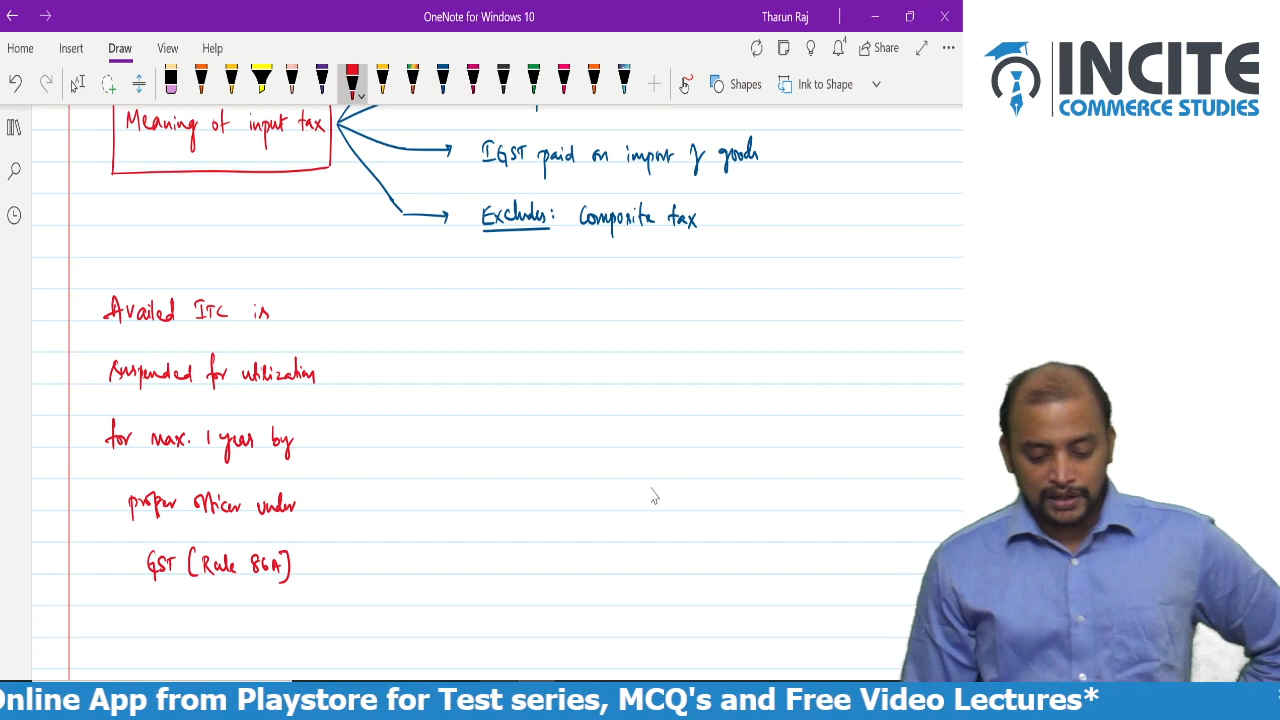 OneNote for Windows 10
Tharun Raj
Home Insert Draw View Help
4
Share
Shapes
Ink to Shape
INCITE
COMMERCE STUDIES
Meaning of input tax
IGST paid on import of goods
Excludes: Composite tax
Availed ITC is
suspended for utilization
for max. 1 year by
proper officer under
GST [Rule 86A]
Online App from Playstore for Test series, MCQ's and Free Video Lectures*